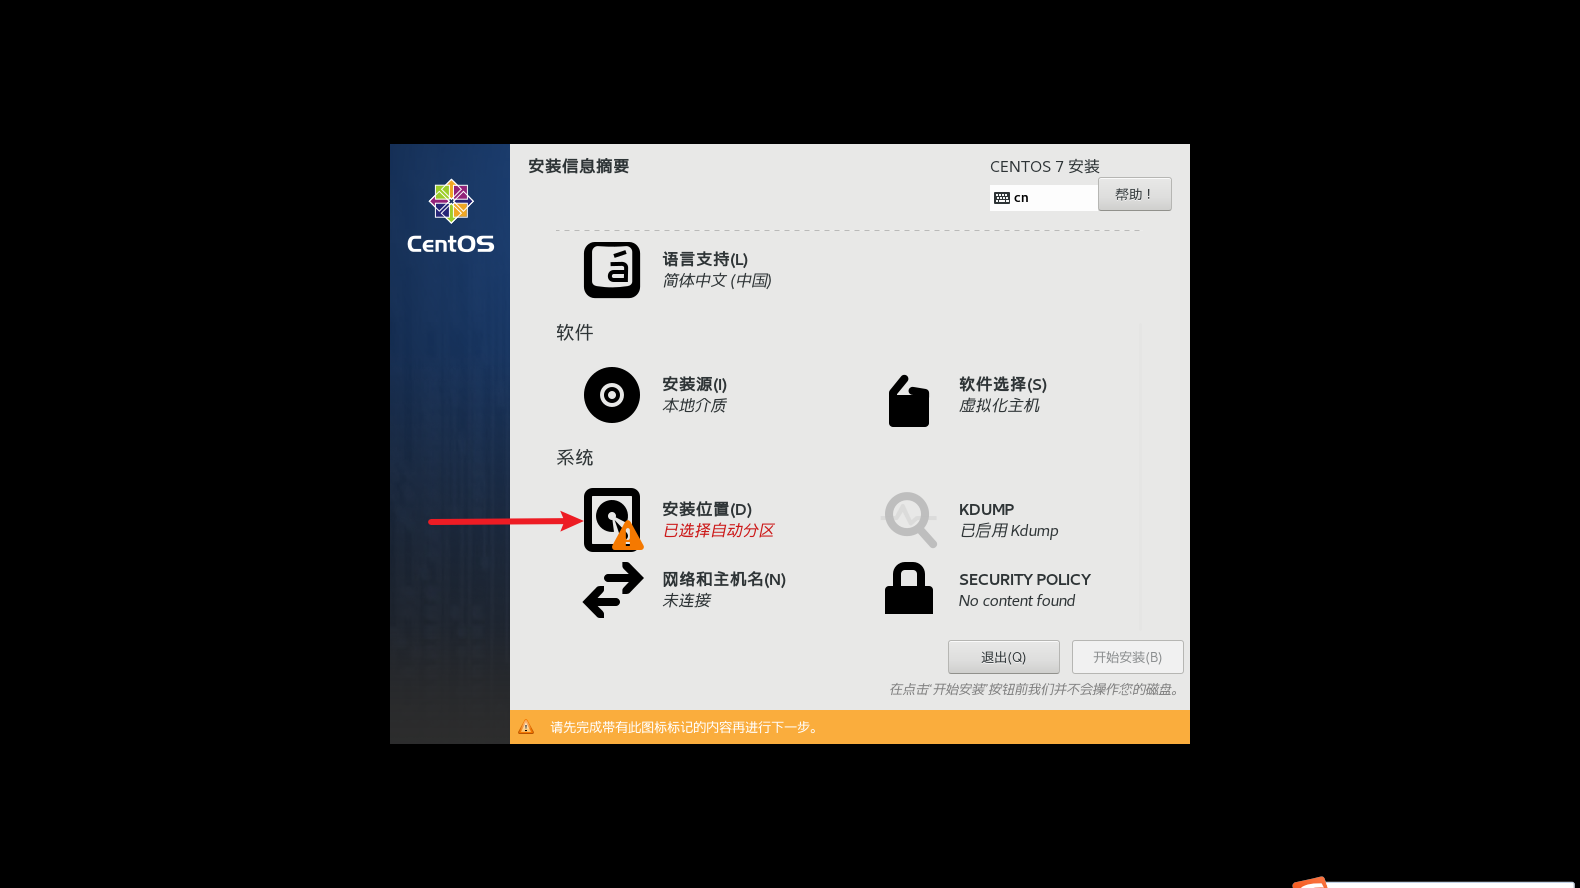 安装信息摘要
CENTOS 7 安装
cn
帮助！
CentOS
á
语言支持(L)
简体中文 (中国)
软件
安装源(I)
本地介质
软件选择(S)
虚拟化主机
系统
安装位置(D)
已选择自动分区
KDUMP
已启用 Kdump
网络和主机名(N)
未连接
SECURITY POLICY
No content found
退出(Q)
开始安装(B)
在点击'开始安装'按钮前我们并不会操作您的磁盘。
请先完成带有此图标标记的内容再进行下一步。